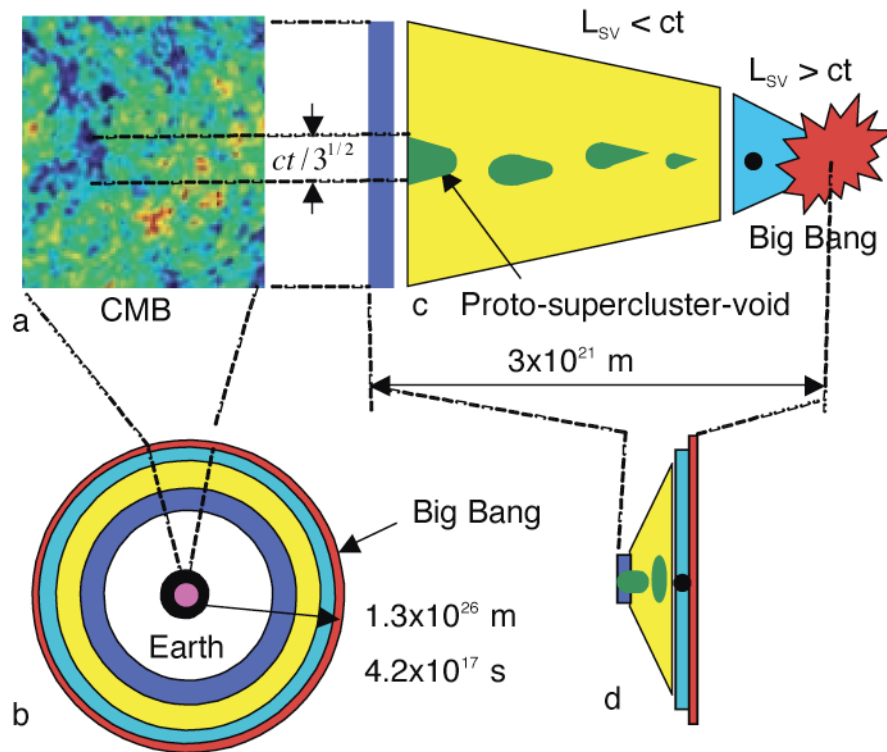 L_SV < ct
L_SV > ct
ct / 3^1/2
Big Bang
a
CMB
c
Proto-supercluster-void
3x10^21 m
Big Bang
1.3x10^26 m
Earth
4.2x10^17 s
b
d